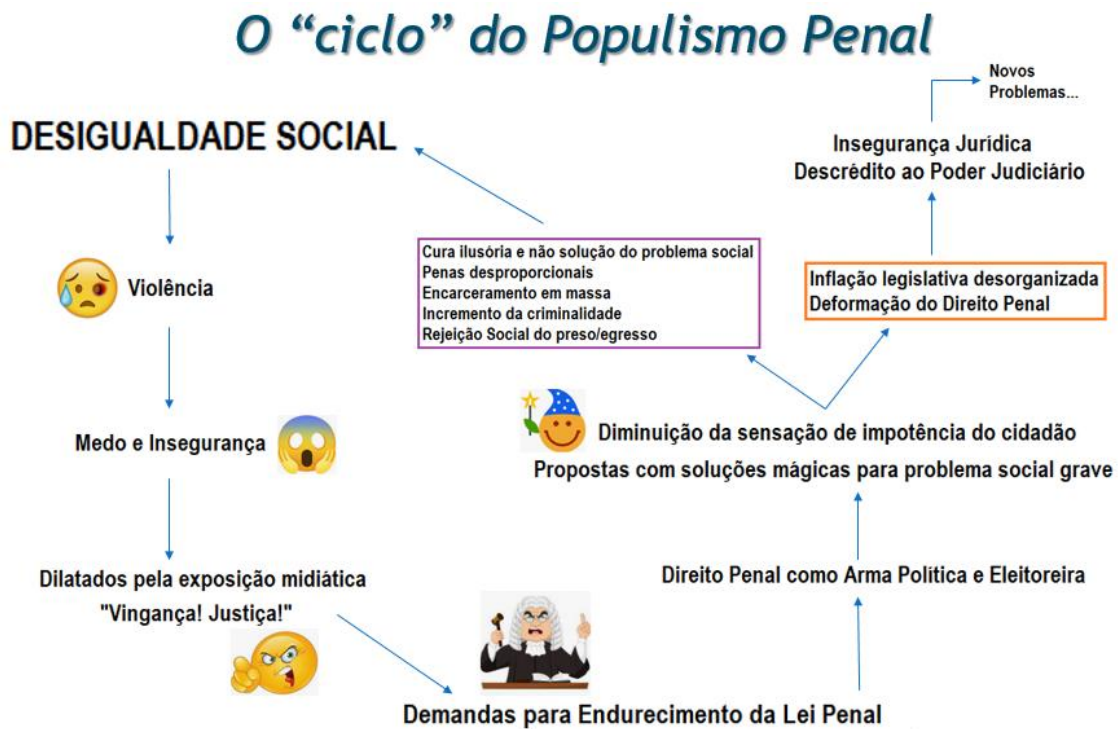 O “ciclo” do Populismo Penal
DESIGUALDADE SOCIAL
Violência
Medo e Insegurança
Dilatados pela exposição midiática
"Vingança! Justiça!"
Demandas para Endurecimento da Lei Penal
Direito Penal como Arma Política e Eleitoreira
Diminuição da sensação de impotência do cidadão
Propostas com soluções mágicas para problema social grave
Cura ilusória e não solução do problema social
Penas desproporcionais
Encarceramento em massa
Incremento da criminalidade
Rejeição Social do preso/egresso
Inflação legislativa desorganizada
Deformação do Direito Penal
Insegurança Jurídica
Descrédito ao Poder Judiciário
Novos
Problemas...